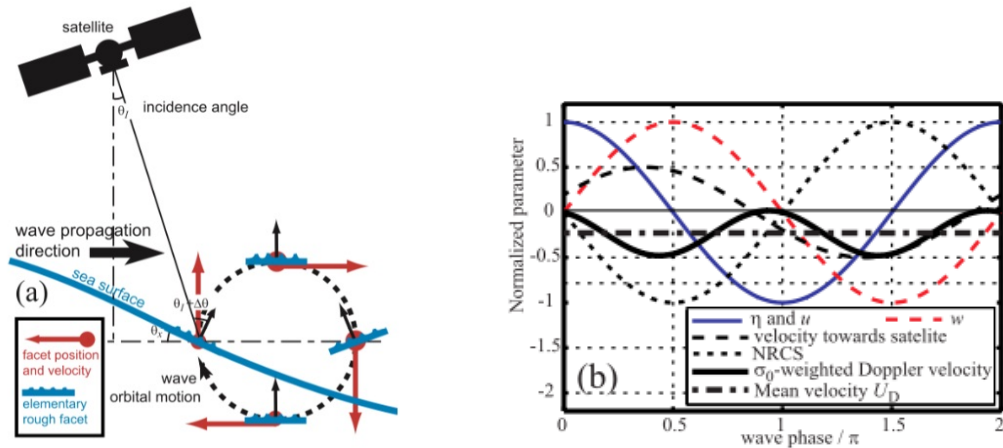 satellite
θI
incidence angle
wave propagation
direction
sea surface
(a)
θI+Δθ
θx
facet position
and velocity
elementary
rough facet
wave
orbital motion
Normalized parameter
1
0.5
0
-0.5
-1
-1.5
-2
η and u
w
velocity towards satelite
NRCS
σ0-weighted Doppler velocity
Mean velocity UD
(b)
0
0.5
1
1.5
2
wave phase / π